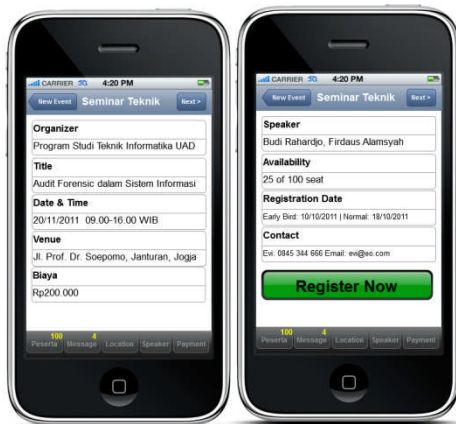 CARRIER 3G 4:20 PM
New Event Seminar Teknik Next >
Organizer
Program Studi Teknik Informatika UAD
Title
Audit Forensic dalam Sistem Informasi
Date & Time
20/11/2011 09.00-16.00 WIB
Venue
Jl. Prof. Dr. Soepomo, Janturan, Jogja
Biaya
Rp200.000
100 4
Peserta Message Location Speaker Payment
CARRIER 3G 4:20 PM
New Event Seminar Teknik Next >
Speaker
Budi Rahardjo, Firdaus Alamsyah
Availability
25 of 100 seat
Registration Date
Early Bird: 10/10/2011 | Normal: 18/10/2011
Contact
Evi: 0845 344 666 Email: evi@eo.com
Register Now
100 4
Peserta Message Location Speaker Payment